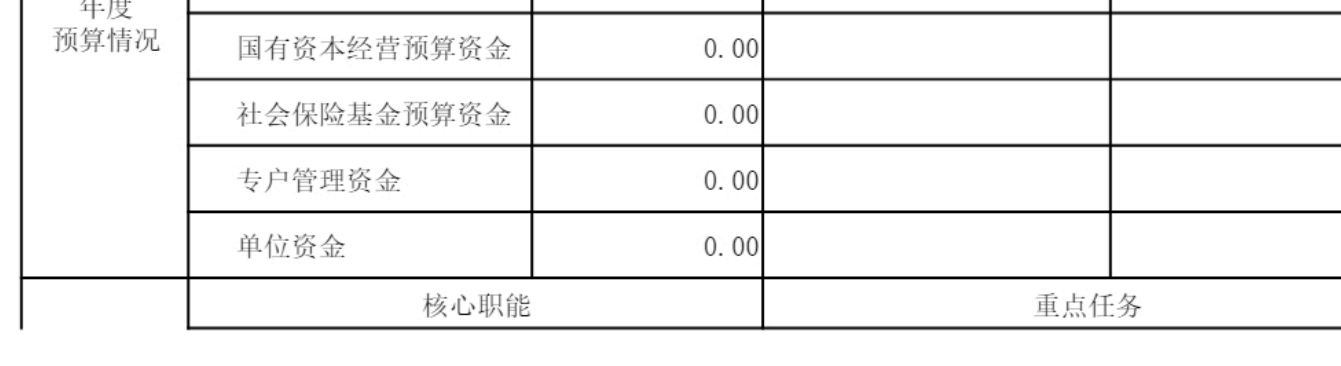 年度
预算情况
国有资本经营预算资金 0.00
社会保险基金预算资金 0.00
专户管理资金 0.00
单位资金 0.00
核心职能 重点任务